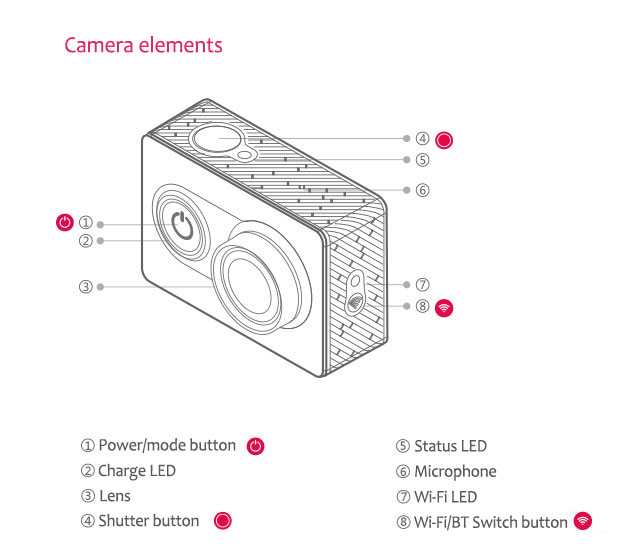 Camera elements
④
⑤
⑥
①
②
③
⑦
⑧
① Power/mode button
② Charge LED
③ Lens
④ Shutter button
⑤ Status LED
⑥ Microphone
⑦ Wi-Fi LED
⑧ Wi-Fi/BT Switch button